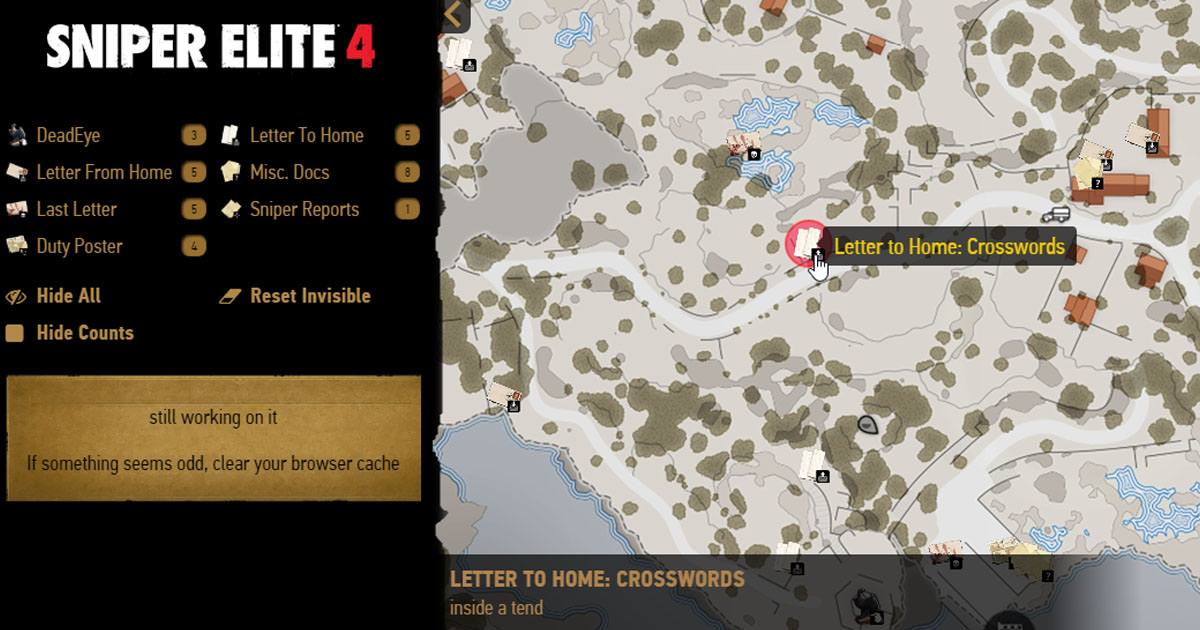 SNIPER ELITE 4
DeadEye 3
Letter To Home 5
Letter From Home 5
Misc. Docs 8
Last Letter 5
Sniper Reports 1
Duty Poster 4
Hide All
Reset Invisible
Hide Counts
still working on it
If something seems odd, clear your browser cache
Letter to Home: Crosswords
?
?
LETTER TO HOME: CROSSWORDS
inside a tend